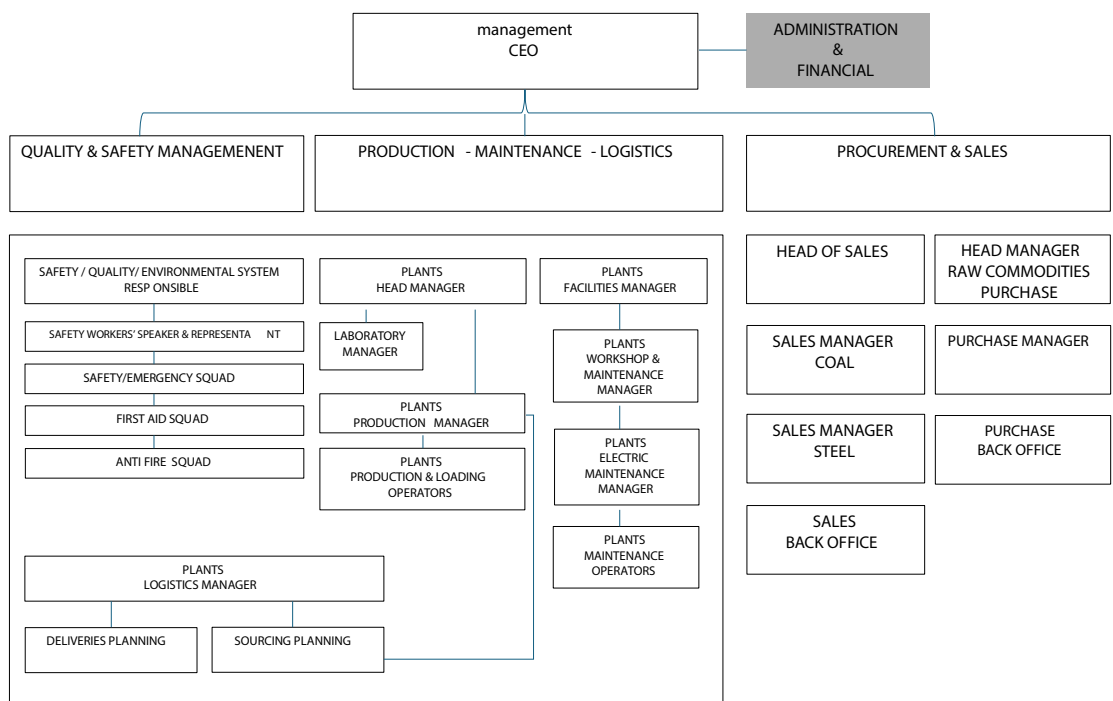 management
CEO
ADMINISTRATION
&
FINANCIAL
QUALITY & SAFETY MANAGEMENENT
PRODUCTION - MAINTENANCE - LOGISTICS
PROCUREMENT & SALES
SAFETY / QUALITY/ ENVIRONMENTAL SYSTEM
RESP ONSIBLE
SAFETY WORKERS' SPEAKER & REPRESENTA NT
SAFETY/EMERGENCY SQUAD
FIRST AID SQUAD
ANTI FIRE SQUAD
PLANTS
HEAD MANAGER
LABORATORY
MANAGER
PLANTS
PRODUCTION MANAGER
PLANTS
PRODUCTION & LOADING
OPERATORS
PLANTS
FACILITIES MANAGER
PLANTS
WORKSHOP &
MAINTENANCE
MANAGER
PLANTS
ELECTRIC
MAINTENANCE
MANAGER
PLANTS
MAINTENANCE
OPERATORS
PLANTS
LOGISTICS MANAGER
DELIVERIES PLANNING
SOURCING PLANNING
HEAD OF SALES
SALES MANAGER
COAL
SALES MANAGER
STEEL
SALES
BACK OFFICE
HEAD MANAGER
RAW COMMODITIES
PURCHASE
PURCHASE MANAGER
PURCHASE
BACK OFFICE